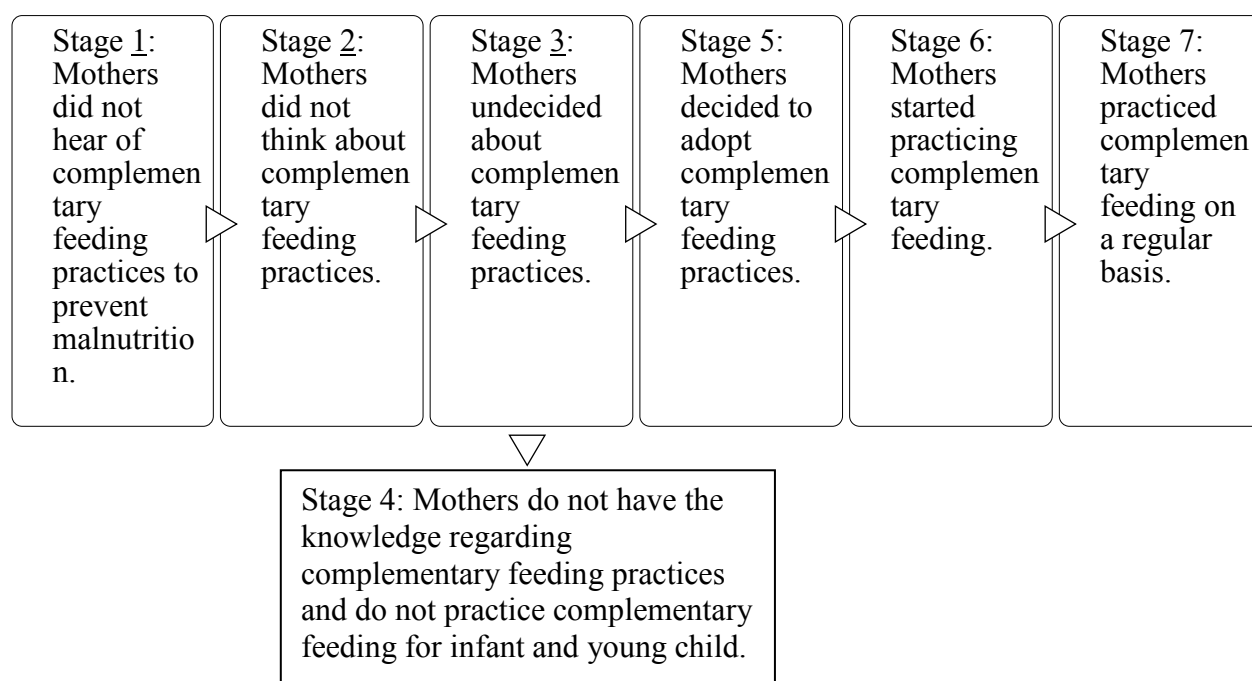 Stage 1:
Mothers
did not
hear of
complemen
tary
feeding
practices to
prevent
malnutritio
n.
Stage 2:
Mothers
did not
think about
complemen
tary
feeding
practices.
Stage 3:
Mothers
undecided
about
complemen
tary
feeding
practices.
Stage 5:
Mothers
decided to
adopt
complemen
tary
feeding
practices.
Stage 6:
Mothers
started
practicing
complemen
tary
feeding.
Stage 7:
Mothers
practiced
complemen
tary
feeding on
a regular
basis.
Stage 4: Mothers do not have the
knowledge regarding
complementary feeding practices
and do not practice complementary
feeding for infant and young child.